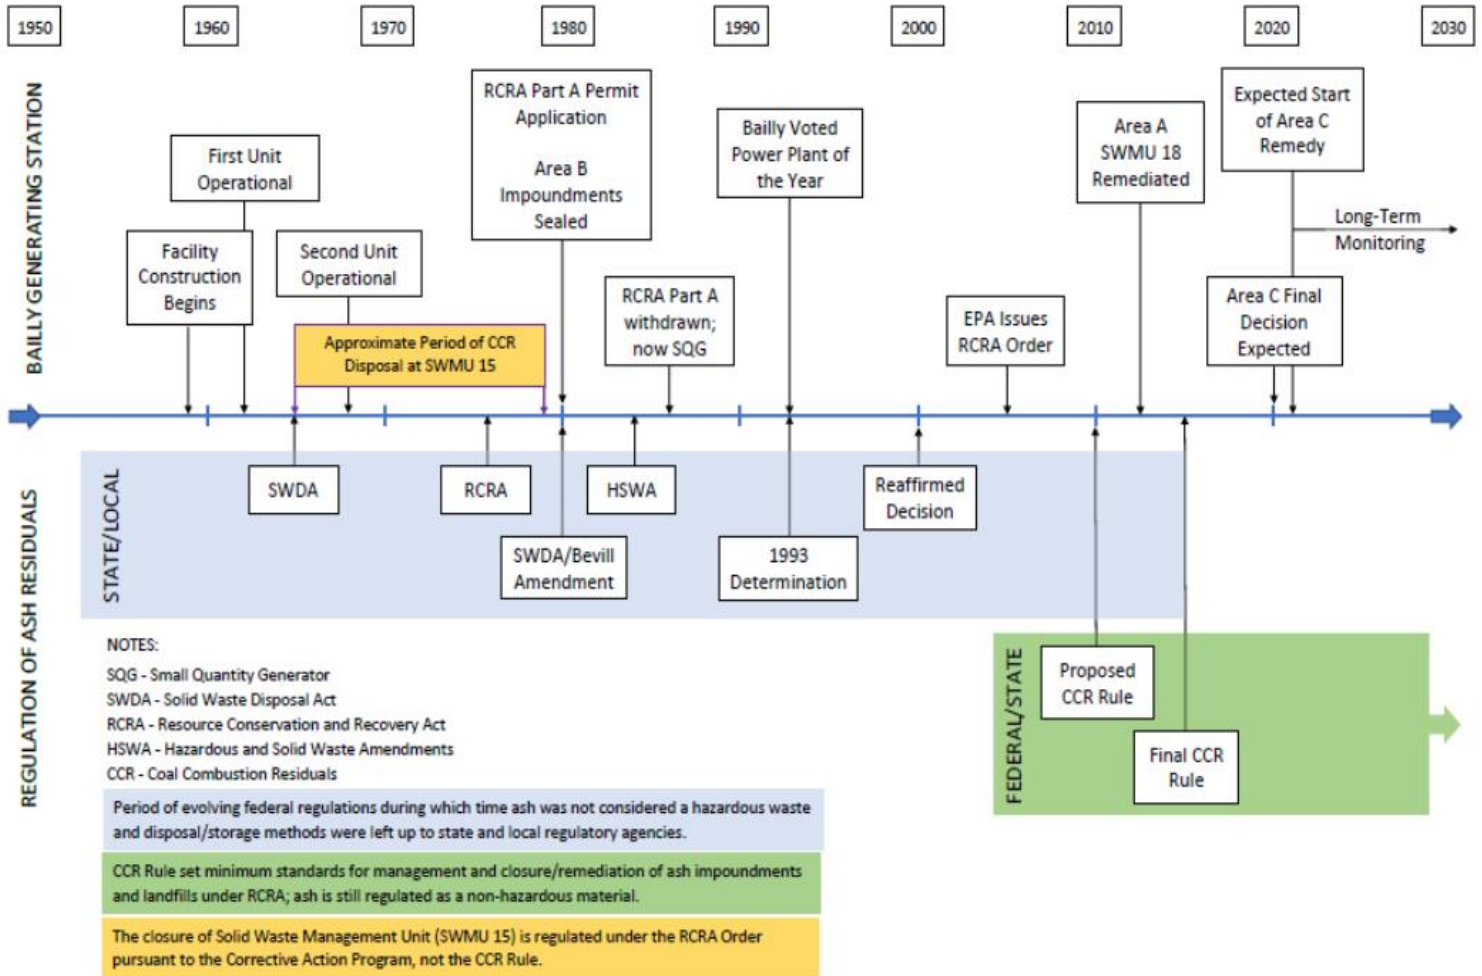 1950
1960
1970
1980
1990
2000
2010
2020
2030
BAILLY GENERATING STATION
Facility
Construction
Begins
First Unit
Operational
Second Unit
Operational
Approximate Period of CCR
Disposal at SWMU 15
RCRA Part A Permit
Application
Area B
Impoundments
Sealed
RCRA Part A
withdrawn;
now SQG
Bailly Voted
Power Plant of
the Year
EPA Issues
RCRA Order
Area A
SWMU 18
Remediated
Expected Start
of Area C
Remedy
Long-Term
Monitoring
Area C Final
Decision
Expected
REGULATION OF ASH RESIDUALS
STATE/LOCAL
SWDA
RCRA
SWDA/Bevill
Amendment
HSWA
1993
Determination
Reaffirmed
Decision
FEDERAL/STATE
Proposed
CCR Rule
Final CCR
Rule
NOTES:
SQG - Small Quantity Generator
SWDA - Solid Waste Disposal Act
RCRA - Resource Conservation and Recovery Act
HSWA - Hazardous and Solid Waste Amendments
CCR - Coal Combustion Residuals
Period of evolving federal regulations during which time ash was not considered a hazardous waste
and disposal/storage methods were left up to state and local regulatory agencies.
CCR Rule set minimum standards for management and closure/remediation of ash impoundments
and landfills under RCRA; ash is still regulated as a non-hazardous material.
The closure of Solid Waste Management Unit (SWMU 15) is regulated under the RCRA Order
pursuant to the Corrective Action Program, not the CCR Rule.